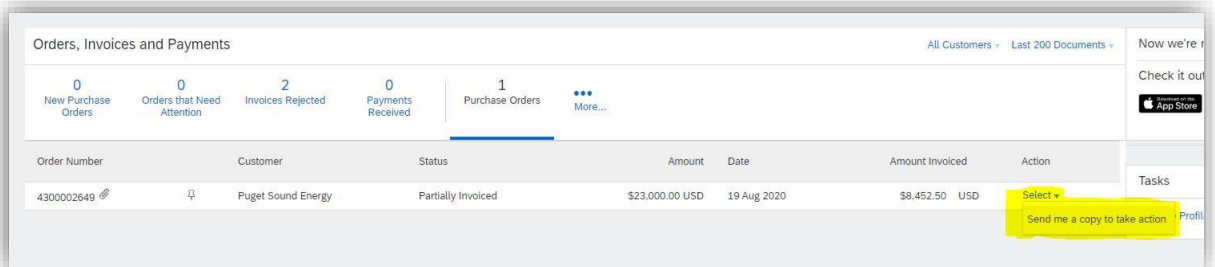 Orders, Invoices and Payments
All Customers
Last 200 Documents
Now we're
Check it out
Download on the
App Store
0
New Purchase
Orders
0
Orders that Need
Attention
2
Invoices Rejected
0
Payments
Received
1
Purchase Orders
More...
Order Number Customer Status Amount Date Amount Invoiced Action
4300002649 Puget Sound Energy Partially Invoiced $23,000.00 USD 19 Aug 2020 $8,452.50 USD Select
Send me a copy to take action
Tasks